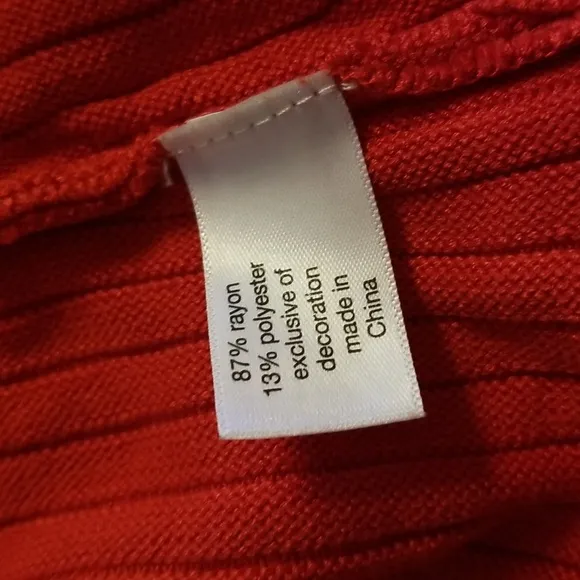 87% rayon
13% polyester
exclusive of
decoration
made in
China